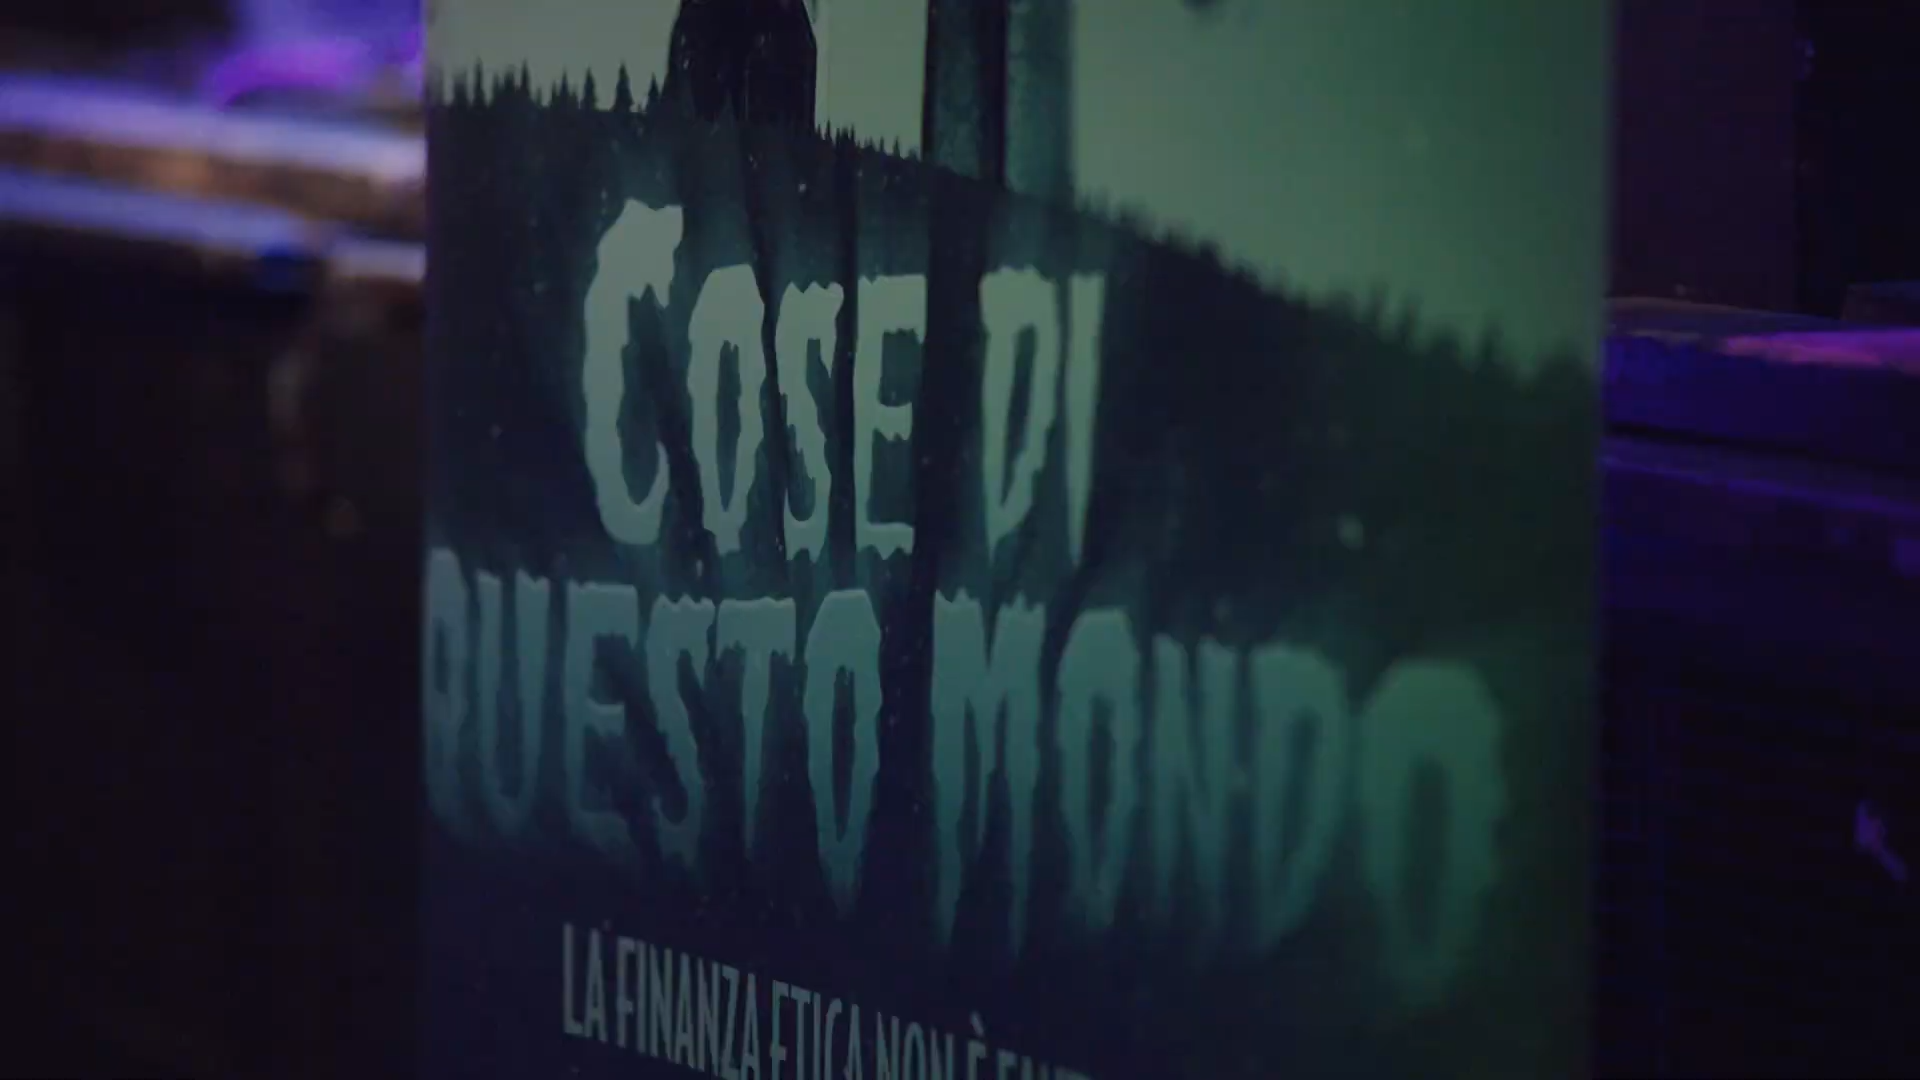 COSE DI
QUESTO MONDO
LA FINANZA ETICA NON È